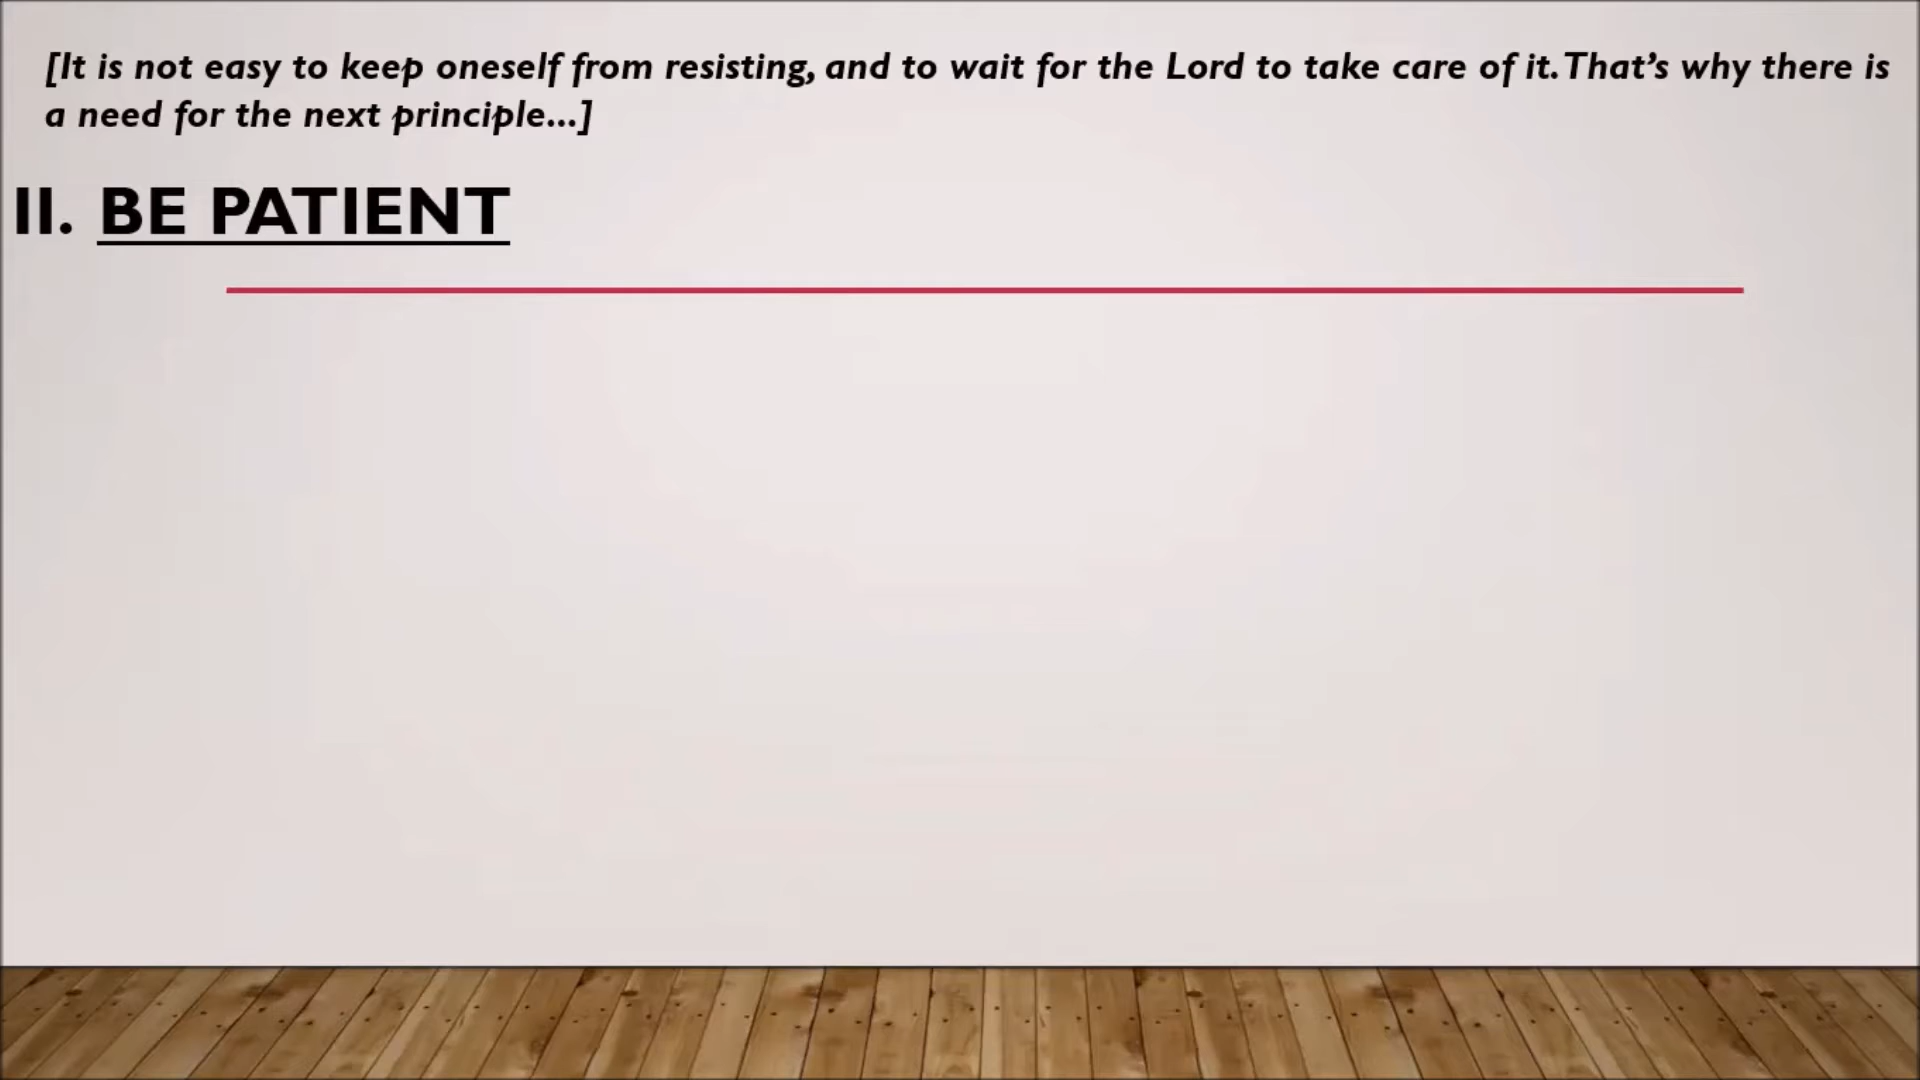 [It is not easy to keep oneself from resisting, and to wait for the Lord to take care of it. That’s why there is
a need for the next principle...]
II. BE PATIENT